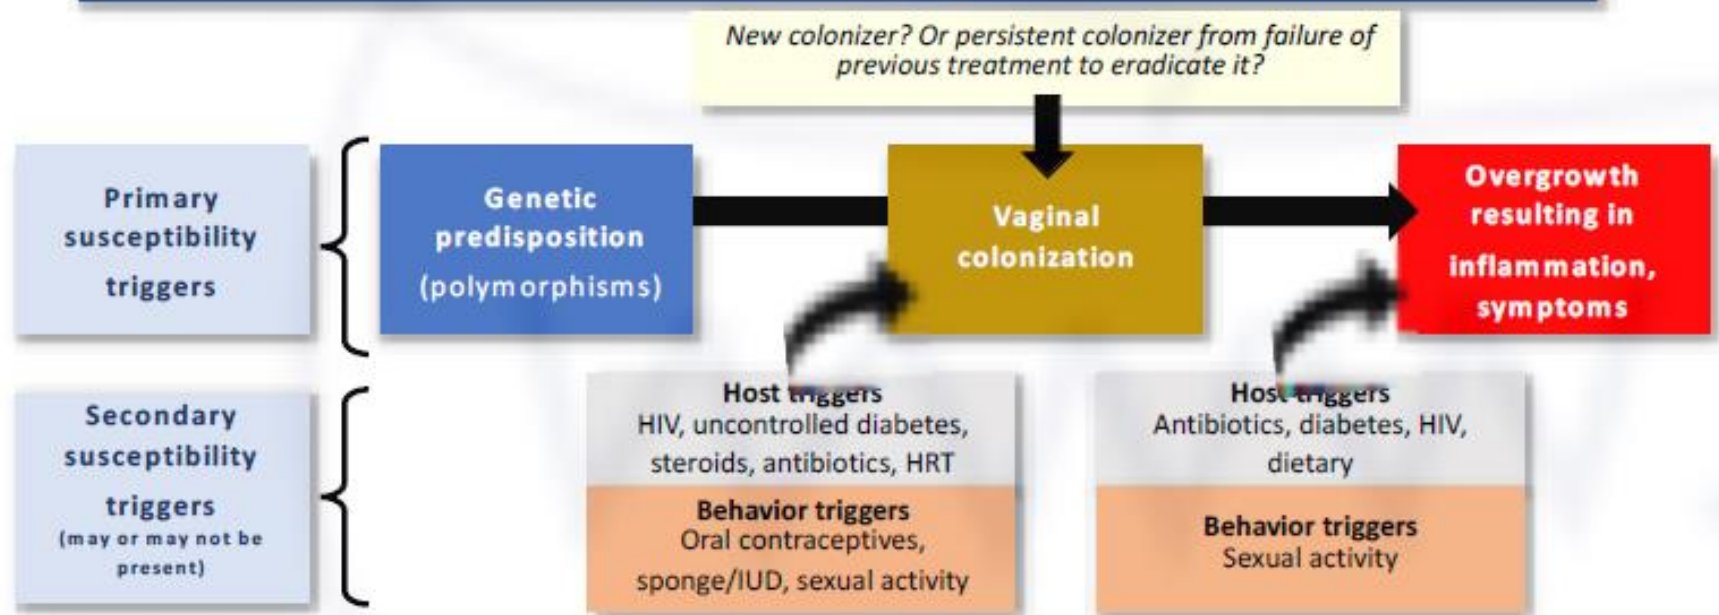 New colonizer? Or persistent colonizer from failure of
previous treatment to eradicate it?
Primary
susceptibility
triggers
Genetic
predisposition
(polymorphisms)
Vaginal
colonization
Overgrowth
resulting in
inflammation,
symptoms
Secondary
susceptibility
triggers
(may or may not be
present)
Host triggers
HIV, uncontrolled diabetes,
steroids, antibiotics, HRT
Behavior triggers
Oral contraceptives,
sponge/IUD, sexual activity
Host triggers
Antibiotics, diabetes, HIV,
dietary
Behavior triggers
Sexual activity